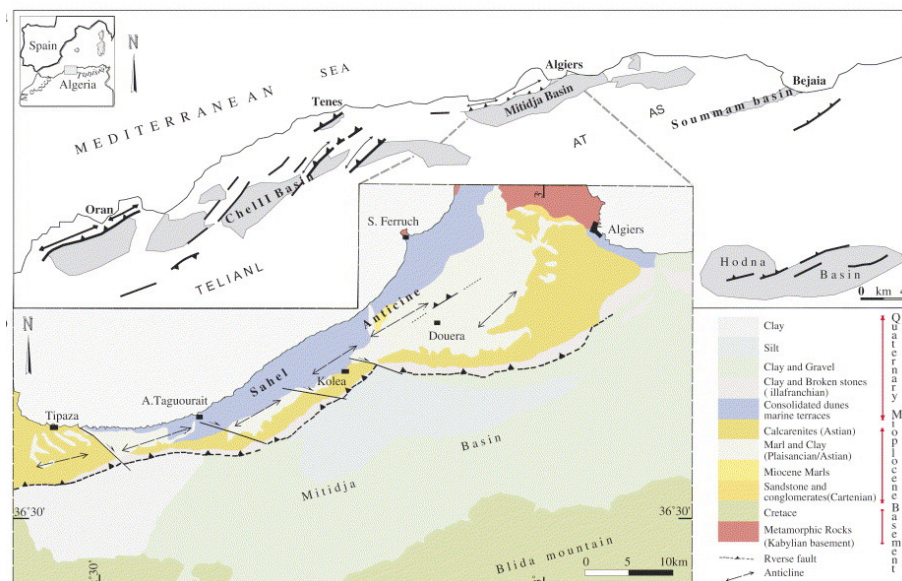 Spain
Algeria
N
MEDITERRANEAN
SEA
Algiers
Mitidja Basin
Bejaia
Soummam basin
AS
AT
Tenes
Chelll Basin
Oran
TELIANL
Hodna
Basin
0 km 4
S. Ferruch
3
Algiers
Anticine
Douera
Sahel
Kolea
N
A.Taguourait
Tipaza
Basin
Mitidja
36°30'
36°30'
Blida mountain
0 5 10km
Clay
Silt
Clay and Gravel
Clay and Broken stones
( illafranchian)
Consolidated dunes
marine terraces
Calcarenites (Astian)
Marl and Clay
(Plaisancian/Astian)
Miocene Marls
Sandstone and
conglomerates(Cartenian)
Cretace
Metamorphic Rocks
(Kabylian basement)
Rverse fault
Anticline
Quaternary
Mioplocene
Basement